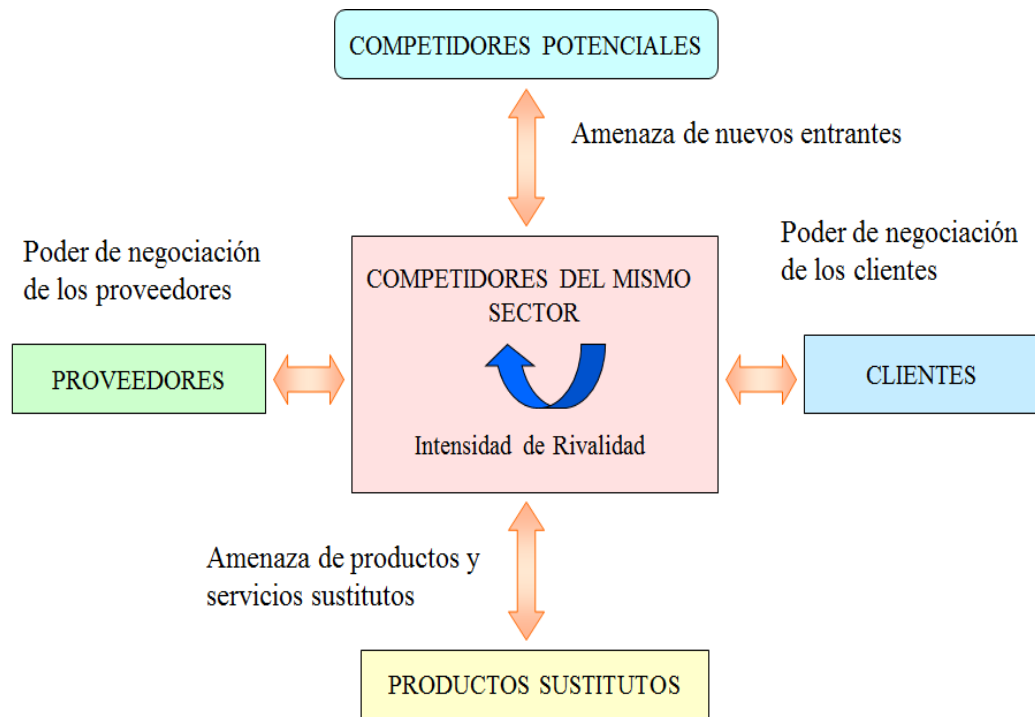 COMPETIDORES POTENCIALES
Amenaza de nuevos entrantes
Poder de negociación
de los proveedores
Poder de negociación
de los clientes
COMPETIDORES DEL MISMO
SECTOR
PROVEEDORES
CLIENTES
Intensidad de Rivalidad
Amenaza de productos y
servicios sustitutos
PRODUCTOS SUSTITUTOS